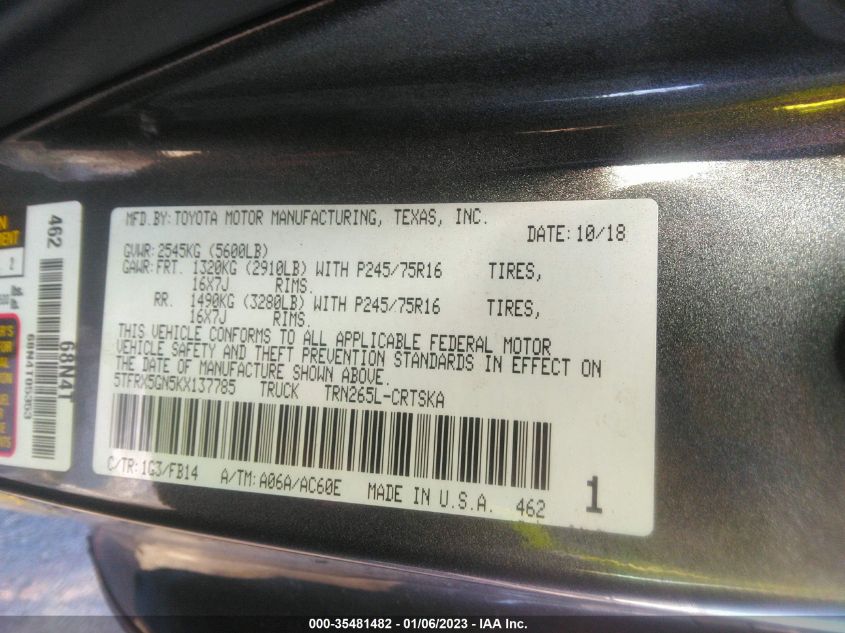 MFD.BY:TOYOTA MOTOR MANUFACTURING, TEXAS, INC.
DATE:10/18
GVWR:2545KG (5600LB)
GAWR:FRT. 1320KG (2910LB) WITH P245/75R16 TIRES,
16X7J RIMS.
RR. 1490KG (3280LB) WITH P245/75R16 TIRES,
16X7J RIMS.
THIS VEHICLE CONFORMS TO ALL APPLICABLE FEDERAL MOTOR
VEHICLE SAFETY AND THEFT PREVENTION STANDARDS IN EFFECT ON
THE DATE OF MANUFACTURE SHOWN ABOVE.
5TFRX5GN5KX137785 TRUCK TRN265L-CRTSKA
C/TR:1G3/FB14 A/TM:A06A/AC60E MADE IN U.S.A. 462
1
462
68N4T
2
000-35481482 - 01/06/2023 - IAA Inc.